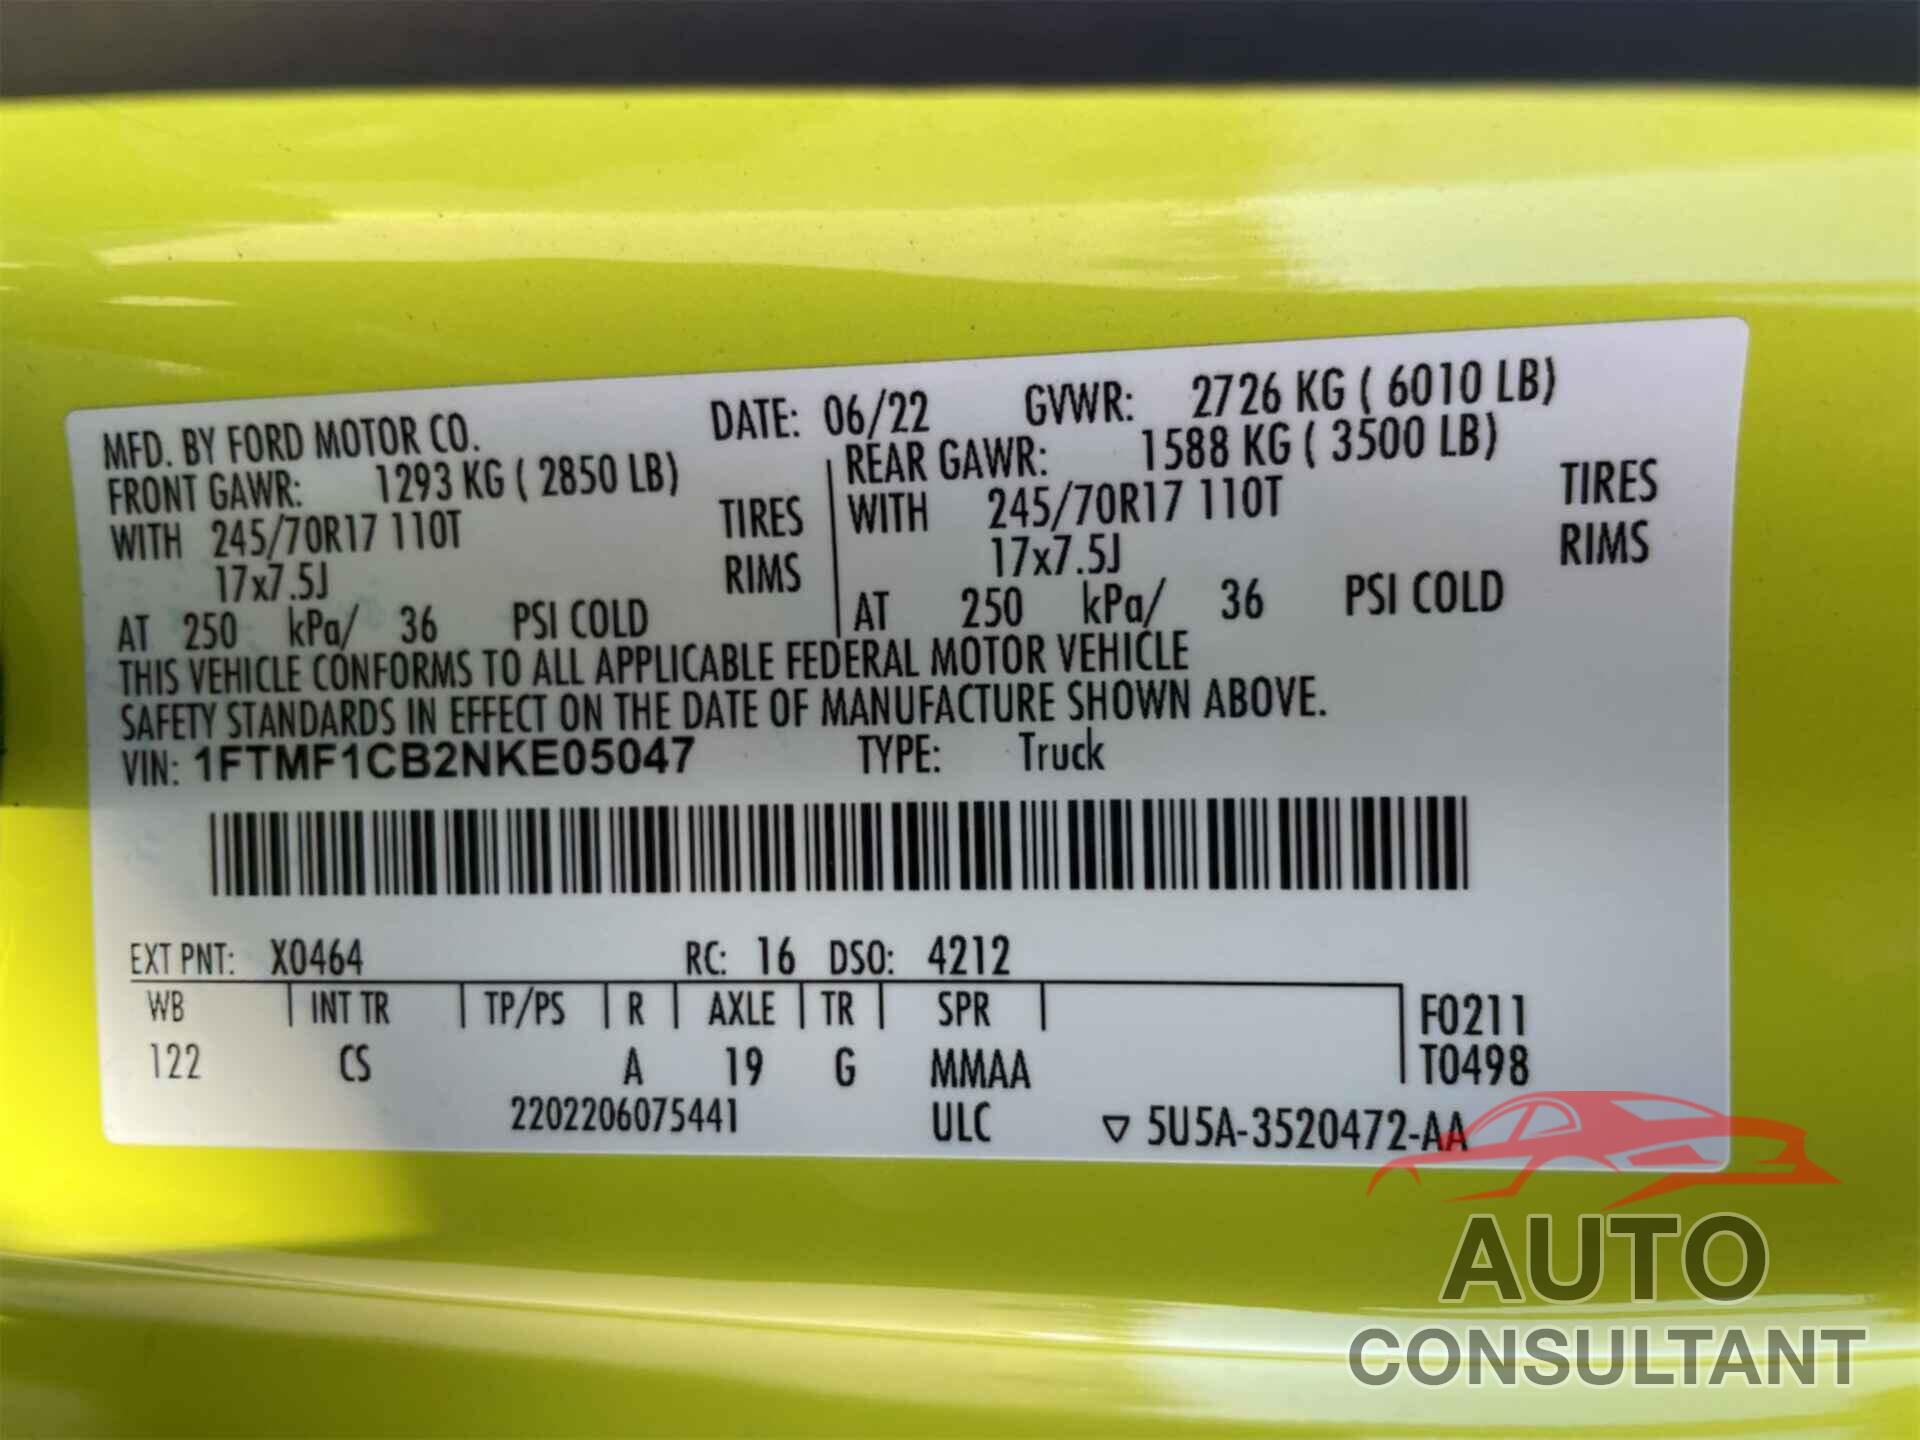 MFD. BY FORD MOTOR CO. DATE: 06/22 GVWR: 2726 KG ( 6010 LB)
FRONT GAWR: 1293 KG ( 2850 LB) REAR GAWR: 1588 KG ( 3500 LB)
WITH 245/70R17 110T TIRES WITH 245/70R17 110T TIRES
17x7.5J RIMS 17x7.5J RIMS
AT 250 kPa/ 36 PSI COLD AT 250 kPa/ 36 PSI COLD
THIS VEHICLE CONFORMS TO ALL APPLICABLE FEDERAL MOTOR VEHICLE
SAFETY STANDARDS IN EFFECT ON THE DATE OF MANUFACTURE SHOWN ABOVE.
VIN: 1FTMF1CB2NKE05047 TYPE: Truck
EXT PNT: X0464 RC: 16 DSO: 4212
WB INT TR TP/PS R AXLE TR SPR F0211
122 CS A 19 G MMAA T0498
2202206075441 ULC ▽ 5U5A-3520472-AA
AUTO
CONSULTANT